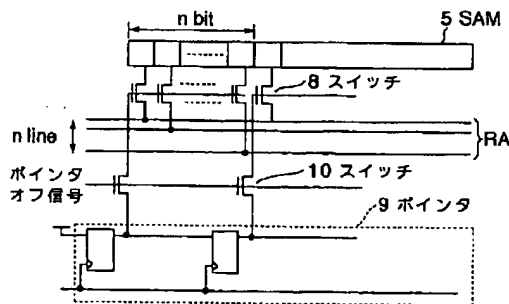 n bit
5 SAM
8 スイッチ
n line
RA
ポインタ
オフ信号
10 スイッチ
9 ポインタ